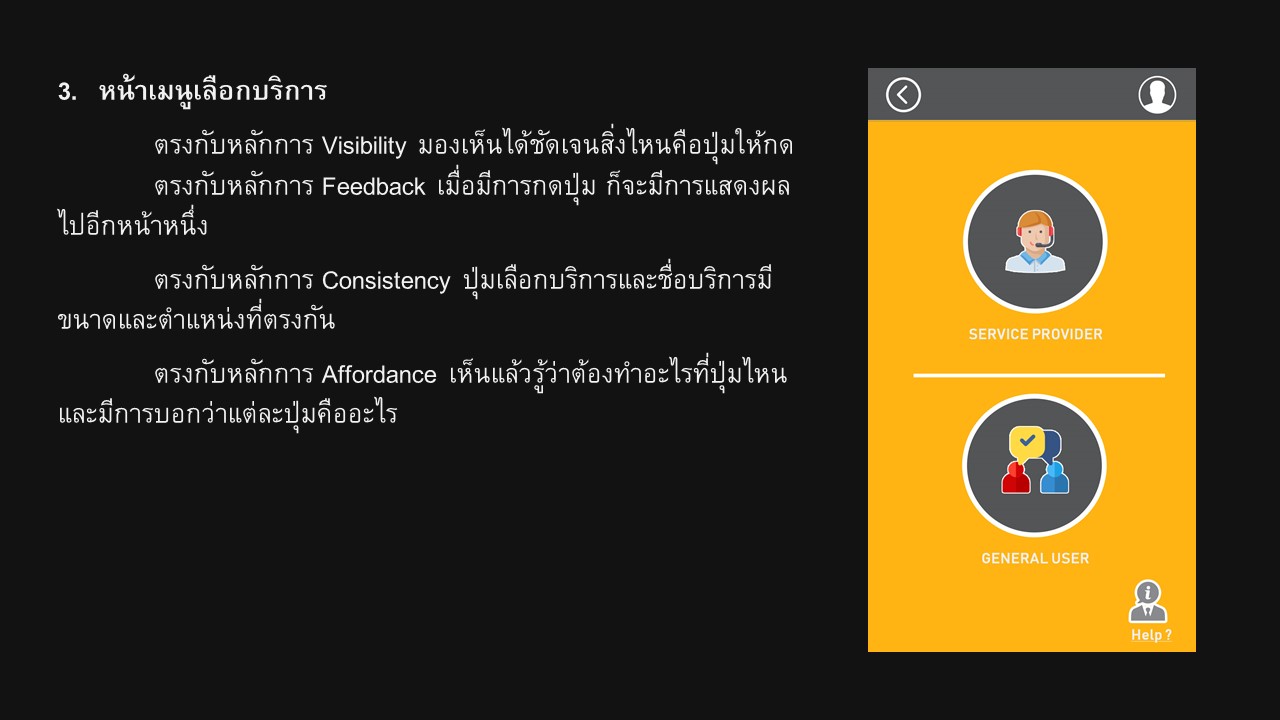 3. หน้าเมนูเลือกบริการ
ตรงกับหลักการ Visibility มองเห็นได้ชัดเจนสิ่งไหนคือปุ่มให้กด
ตรงกับหลักการ Feedback เมื่อมีการกดปุ่ม ก็จะมีการแสดงผล
ไปอีกหน้าหนึ่ง
ตรงกับหลักการ Consistency ปุ่มเลือกบริการและชื่อบริการมี
ขนาดและตำแหน่งที่ตรงกัน
ตรงกับหลักการ Affordance เห็นแล้วรู้ว่าต้องทำอะไรที่ปุ่มไหน
และมีการบอกว่าแต่ละปุ่มคืออะไร
SERVICE PROVIDER
GENERAL USER
i
Help ?